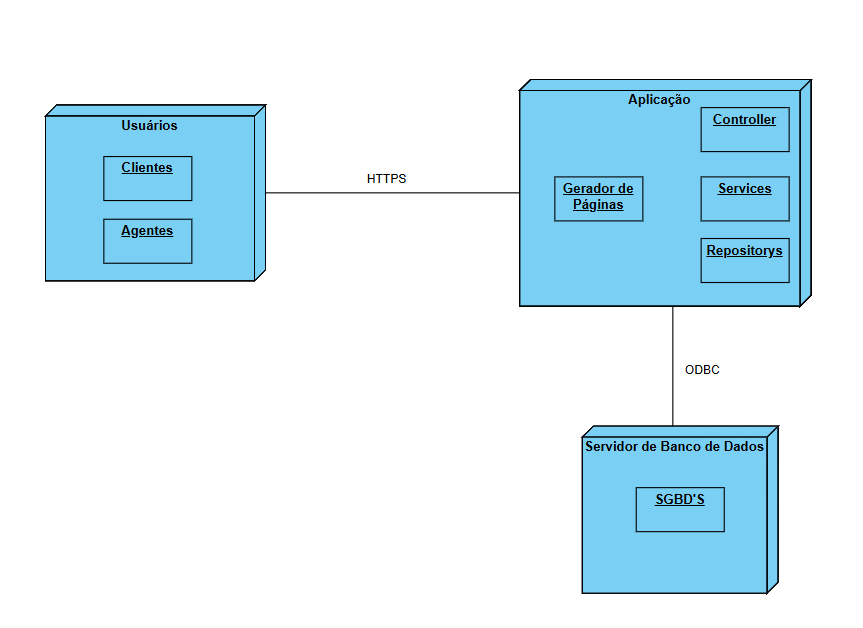 Usuários
Clientes
Agentes
HTTPS
Aplicação
Controller
Gerador de
Páginas
Services
Repositorys
ODBC
Servidor de Banco de Dados
SGBD'S